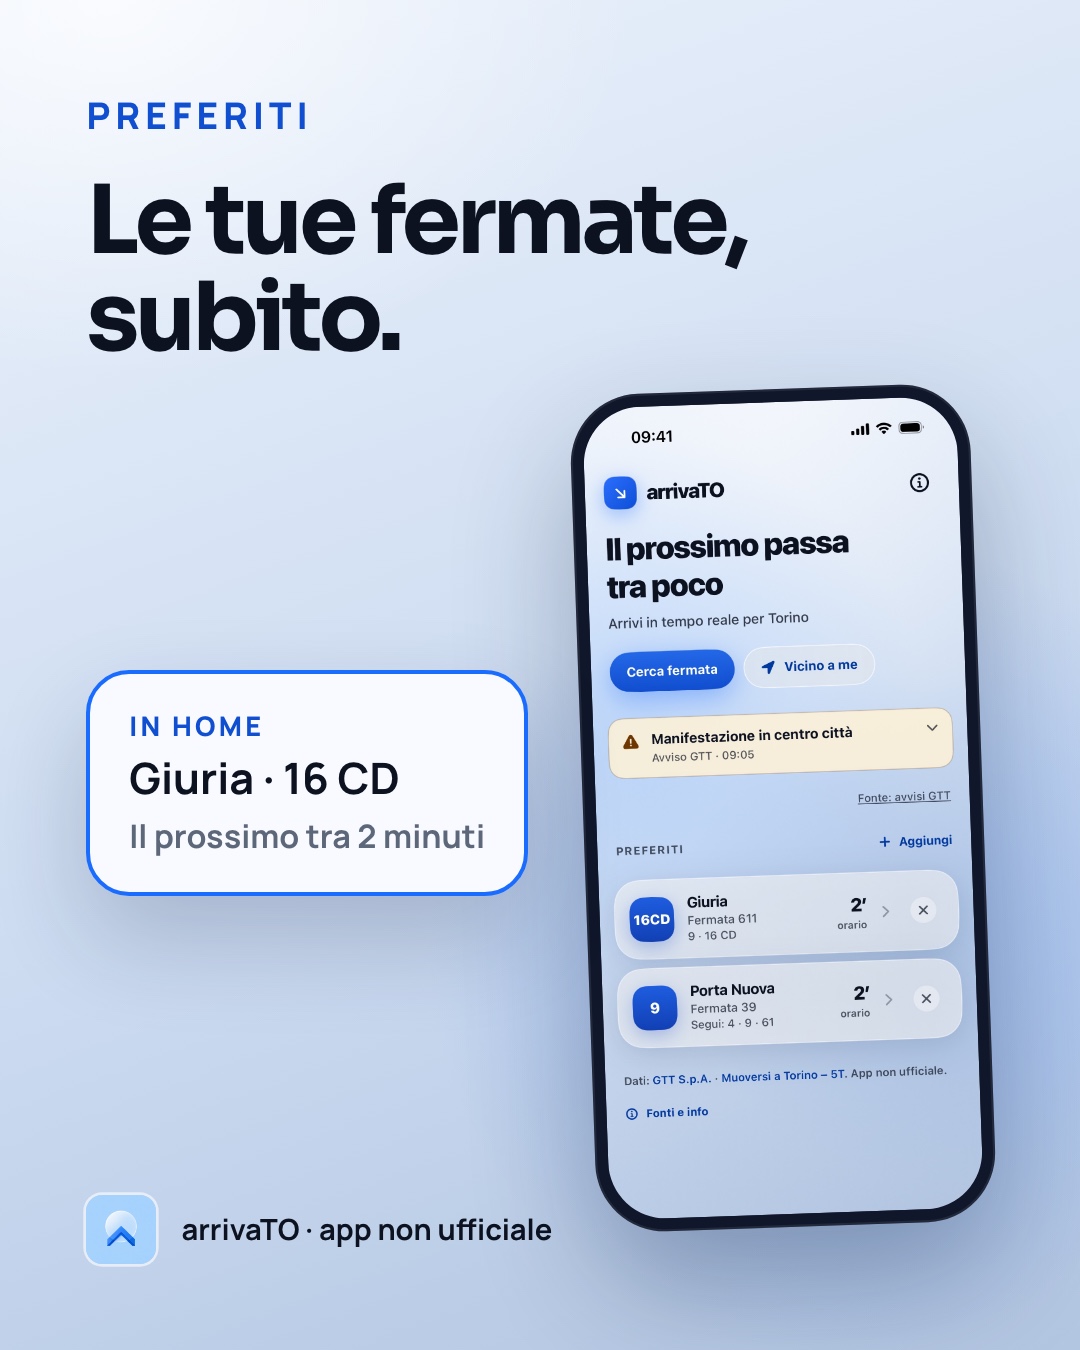 PREFERITI
Le tue fermate,
subito.
09:41
arrivaTO
Il prossimo passa
tra poco
Arrivi in tempo reale per Torino
Cerca fermata
Vicino a me
Manifestazione in centro città
Avviso GTT · 09:05
Fonte: avvisi GTT
PREFERITI
+ Aggiungi
16CD
Giuria
Fermata 611
9 · 16 CD
2′
orario
9
Porta Nuova
Fermata 39
Segui: 4 · 9 · 61
2′
orario
Dati: GTT S.p.A. · Muoversi a Torino – 5T. App non ufficiale.
Fonti e info
IN HOME
Giuria · 16 CD
Il prossimo tra 2 minuti
arrivaTO · app non ufficiale